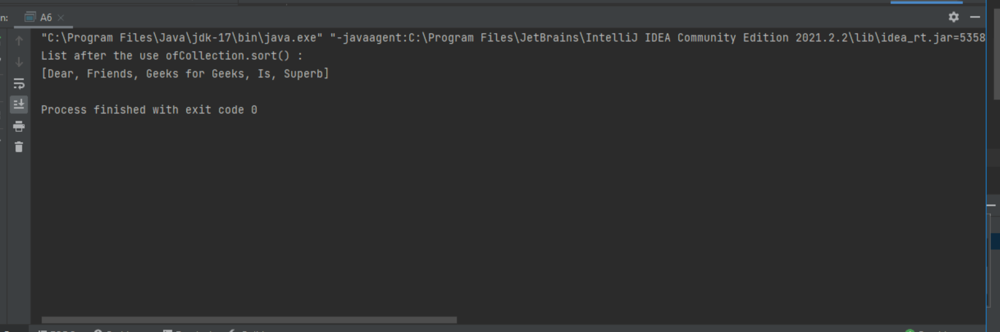 n:
A6
"C:\Program Files\Java\jdk-17\bin\java.exe" "-javaagent:C:\Program Files\JetBrains\IntelliJ IDEA Community Edition 2021.2.2\lib\idea_rt.jar=5358
List after the use ofCollection.sort() :
[Dear, Friends, Geeks for Geeks, Is, Superb]
Process finished with exit code 0